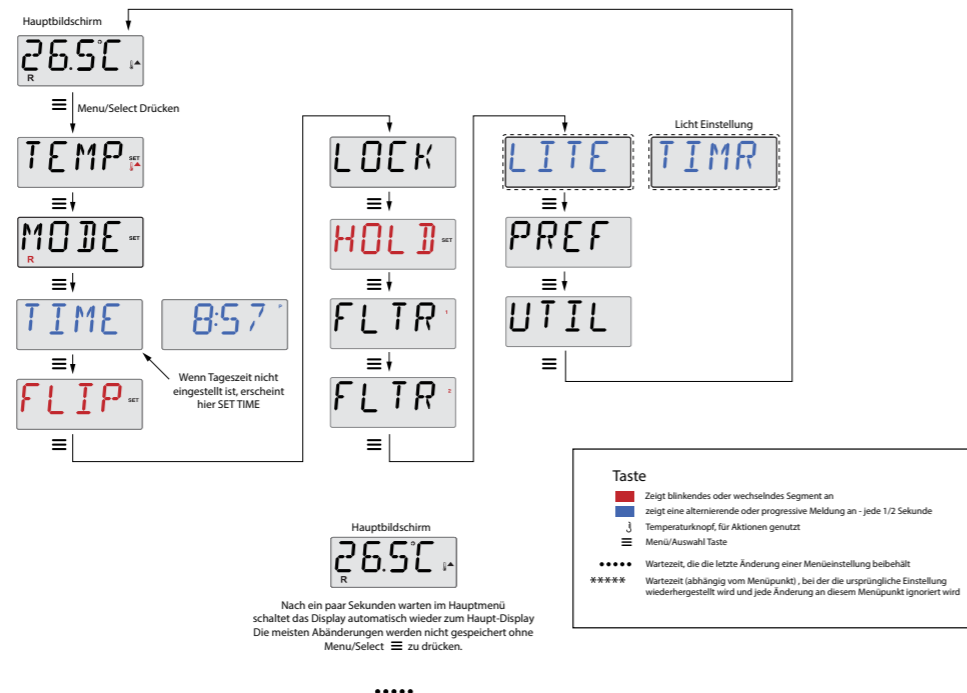 Hauptbildschirm
26.5°C
R
Menu/Select Drücken
TEMP SET
MODE SET
R
TIME 8:57 P
Wenn Tageszeit nicht
eingestellt ist, erscheint
hier SET TIME
FLIP SET
LOCK
HOLD SET
FLTR 1
FLTR 2
Licht Einstellung
LITE TIMR
PREF
UTIL
Hauptbildschirm
26.5°C
R
Nach ein paar Sekunden warten im Hauptmenü
schaltet das Display automatisch wieder zum Haupt-Display
Die meisten Abänderungen werden nicht gespeichert ohne
Menu/Select ☰ zu drücken.
•••••
Taste
Zeigt blinkendes oder wechselndes Segment an
zeigt eine alternierende oder progressive Meldung an - jede 1/2 Sekunde
Temperaturknopf, für Aktionen genutzt
☰ Menü/Auswahl Taste
••••• Wartezeit, die die letzte Änderung einer Menüeinstellung beibehält
***** Wartezeit (abhängig vom Menüpunkt) , bei der die ursprüngliche Einstellung
wiederhergestellt wird und jede Änderung an diesem Menüpunkt ignoriert wird